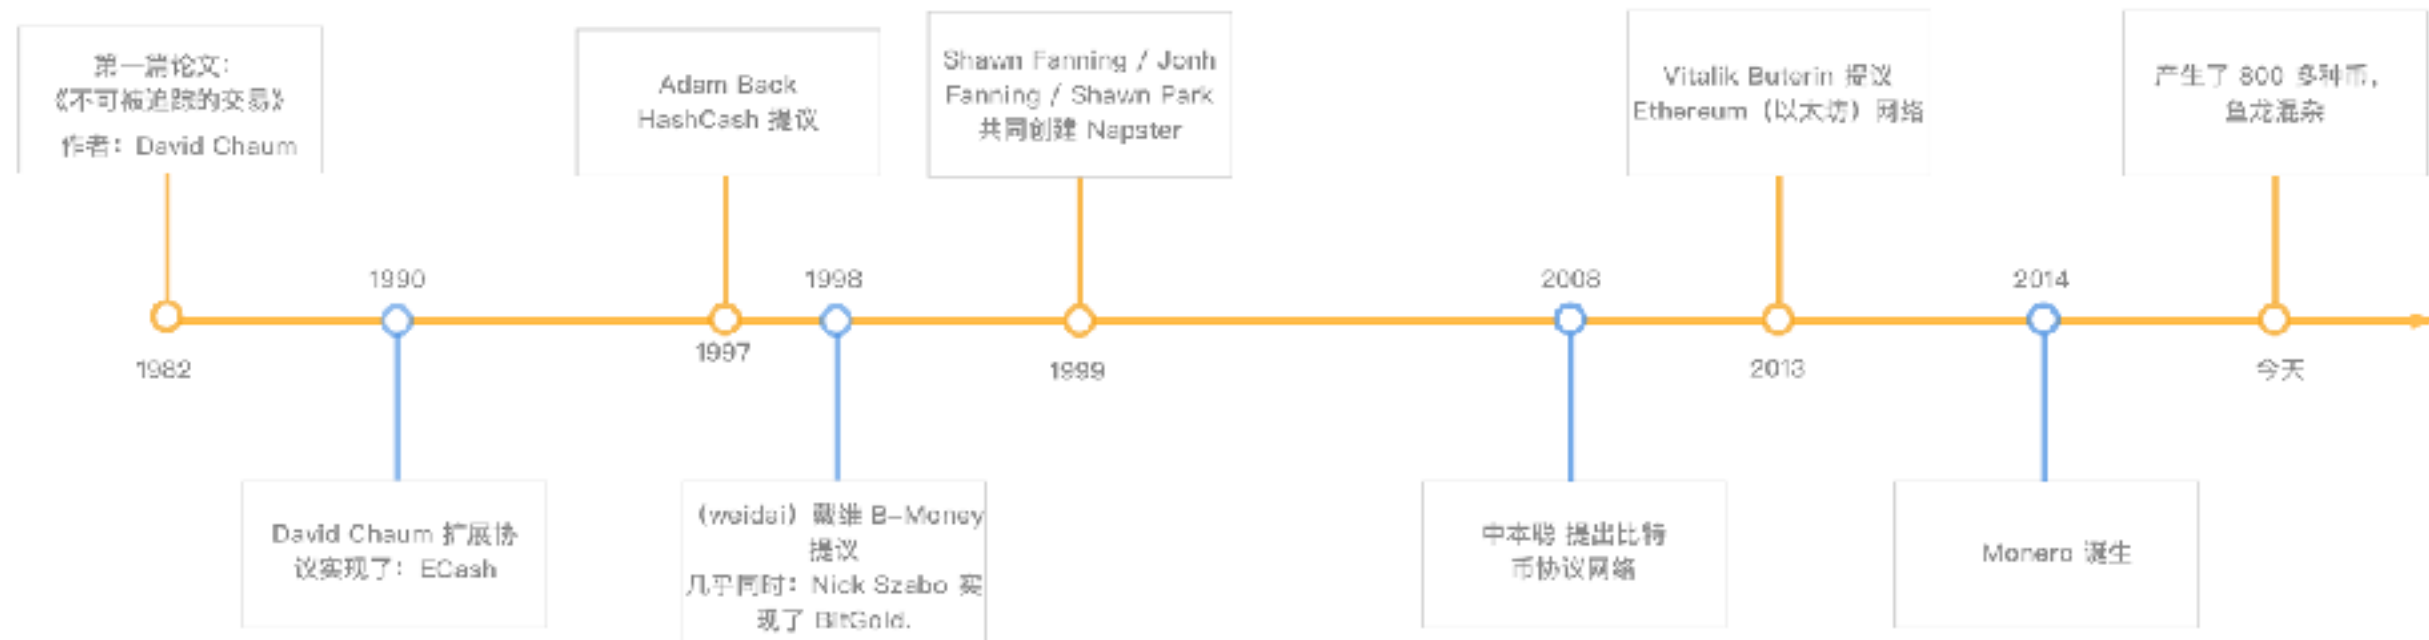 第一篇论文：
《不可被追踪的交易》
作者：David Chaum
Adam Back
HashCash 提议
Shawn Fanning / Jonh
Fanning / Shawn Park
共同创建 Napster
Vitalik Buterin 提议
Ethereum（以太坊）网络
产生了 800 多种币，
鱼龙混杂
1990
1998
2008
2014
1982
1997
1999
2013
今天
David Chaum 扩展协
议实现了：ECash
（weidai）戴维 B-Money
提议
几乎同时：Nick Szabo 实
现了 BitGold.
中本聪 提出比特
币协议网络
Monero 诞生